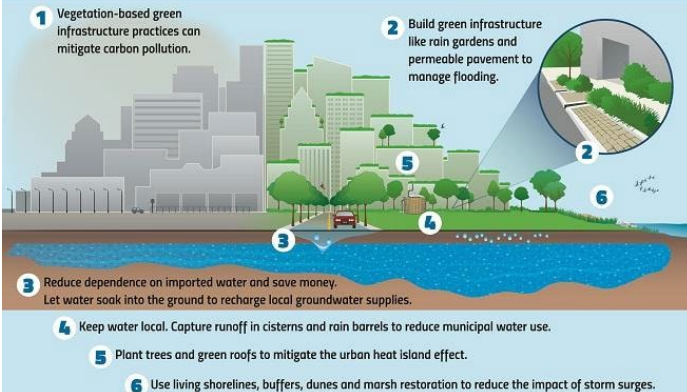 1 Vegetation-based green
infrastructure practices can
mitigate carbon pollution.
2 Build green infrastructure
like rain gardens and
permeable pavement to
manage flooding.
2
5
6
4
3
3 Reduce dependence on imported water and save money.
Let water soak into the ground to recharge local groundwater supplies.
4 Keep water local. Capture runoff in cisterns and rain barrels to reduce municipal water use.
5 Plant trees and green roofs to mitigate the urban heat island effect.
6 Use living shorelines, buffers, dunes and marsh restoration to reduce the impact of storm surges.